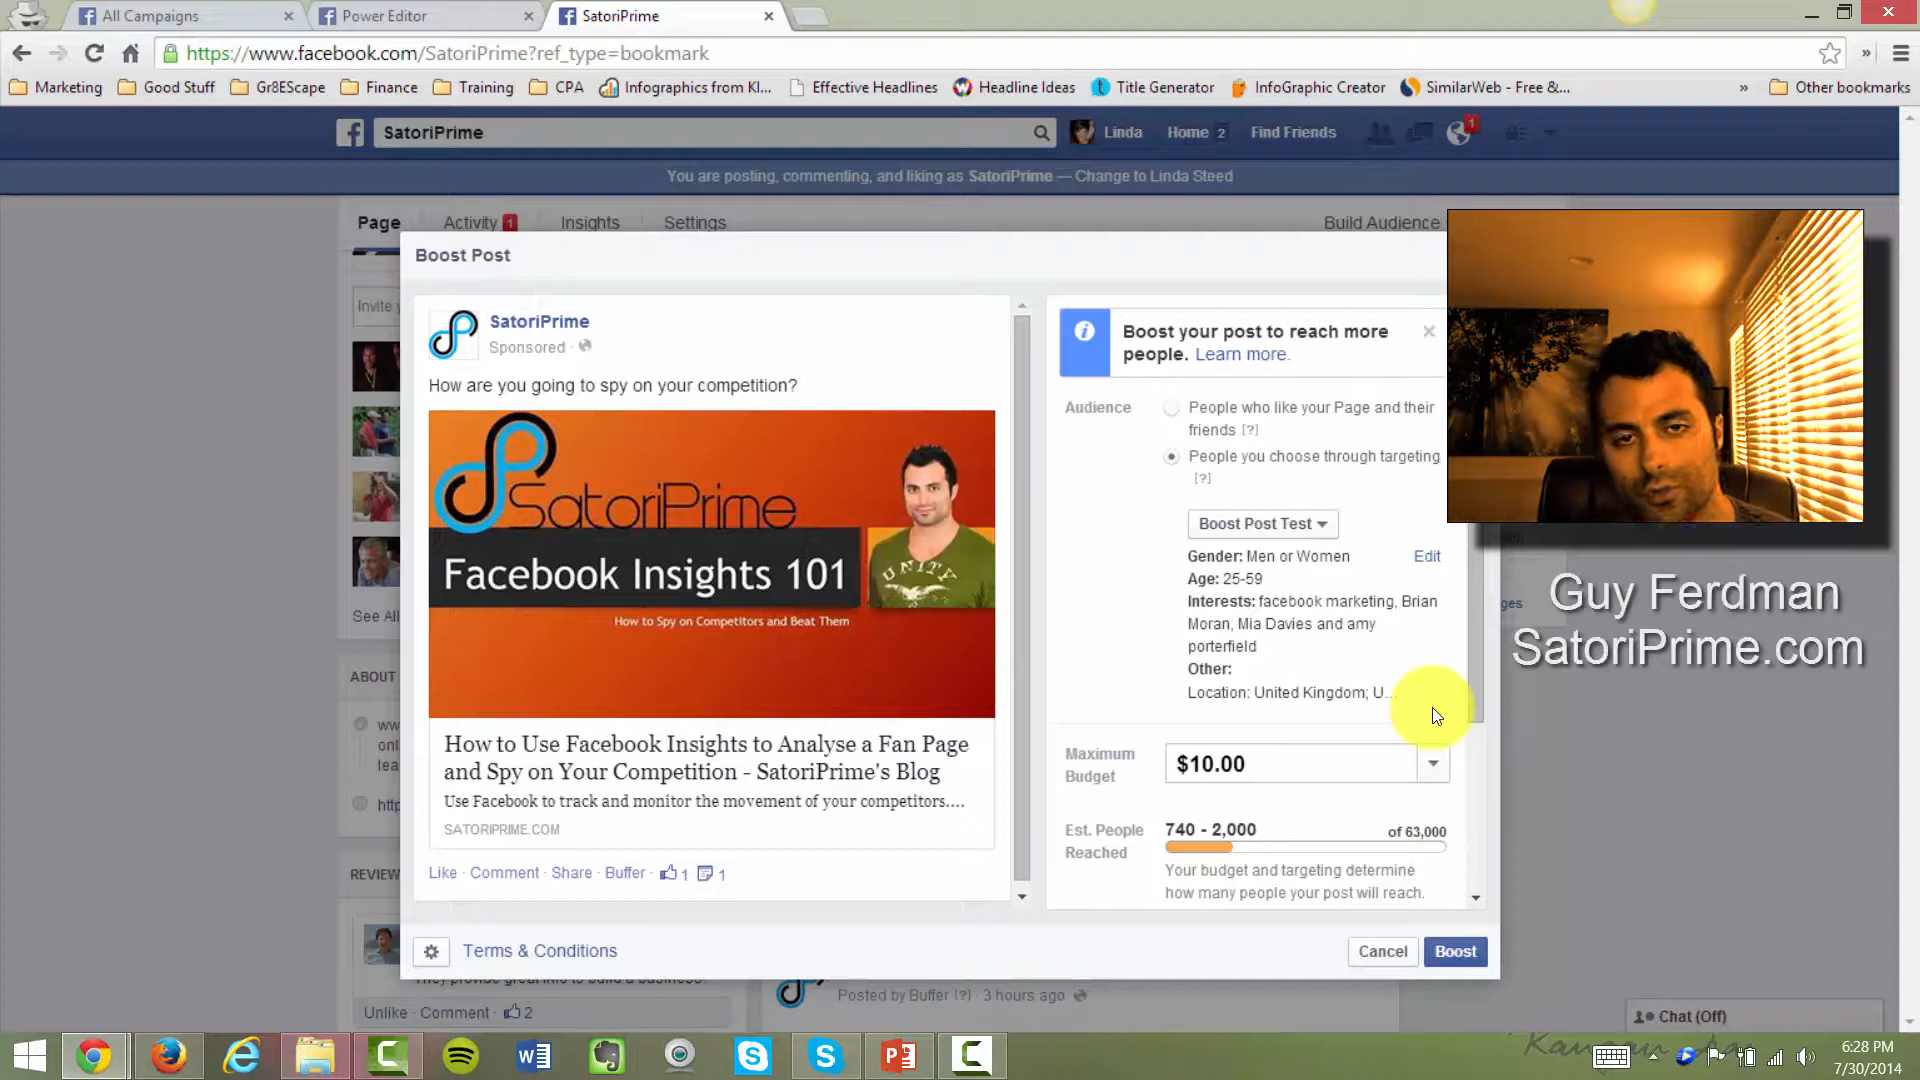 All Campaigns
Power Editor
SatoriPrime
https://www.facebook.com/SatoriPrime?ref_type=bookmark
Marketing
Good Stuff
Gr8EScape
Finance
Training
CPA
Infographics from Kl...
Effective Headlines
Headline Ideas
Title Generator
InfoGraphic Creator
SimilarWeb - Free &...
»
Other bookmarks
SatoriPrime
Linda
Home 2
Find Friends
1
You are posting, commenting, and liking as SatoriPrime — Change to Linda Steed
Page
Activity 1
Insights
Settings
Build Audience
Invite
See All
ABOUT
REVIEW
Boost Post
SatoriPrime
Sponsored ·
How are you going to spy on your competition?
SatoriPrime
UNITY
Facebook Insights 101
How to Spy on Competitors and Beat Them
How to Use Facebook Insights to Analyse a Fan Page
and Spy on Your Competition - SatoriPrime's Blog
Use Facebook to track and monitor the movement of your competitors....
SATORIPRIME.COM
Like · Comment · Share · Buffer · 1 1
Boost your post to reach more
people. Learn more.
Audience
People who like your Page and their
friends [?]
People you choose through targeting
[?]
Boost Post Test
Gender: Men or Women
Edit
Age: 25-59
Interests: facebook marketing, Brian
Moran, Mia Davies and amy
porterfield
Other:
Location: United Kingdom; U...
Maximum
Budget
$10.00
Est. People
Reached
740 - 2,000
of 63,000
Your budget and targeting determine
how many people your post will reach.
Terms & Conditions
Cancel
Boost
Guy Ferdman
SatoriPrime.com
They provide great info to build a business.
Unlike · Comment · 2
Posted by Buffer [?] · 3 hours ago ·
Chat (Off)
6:28 PM
7/30/2014